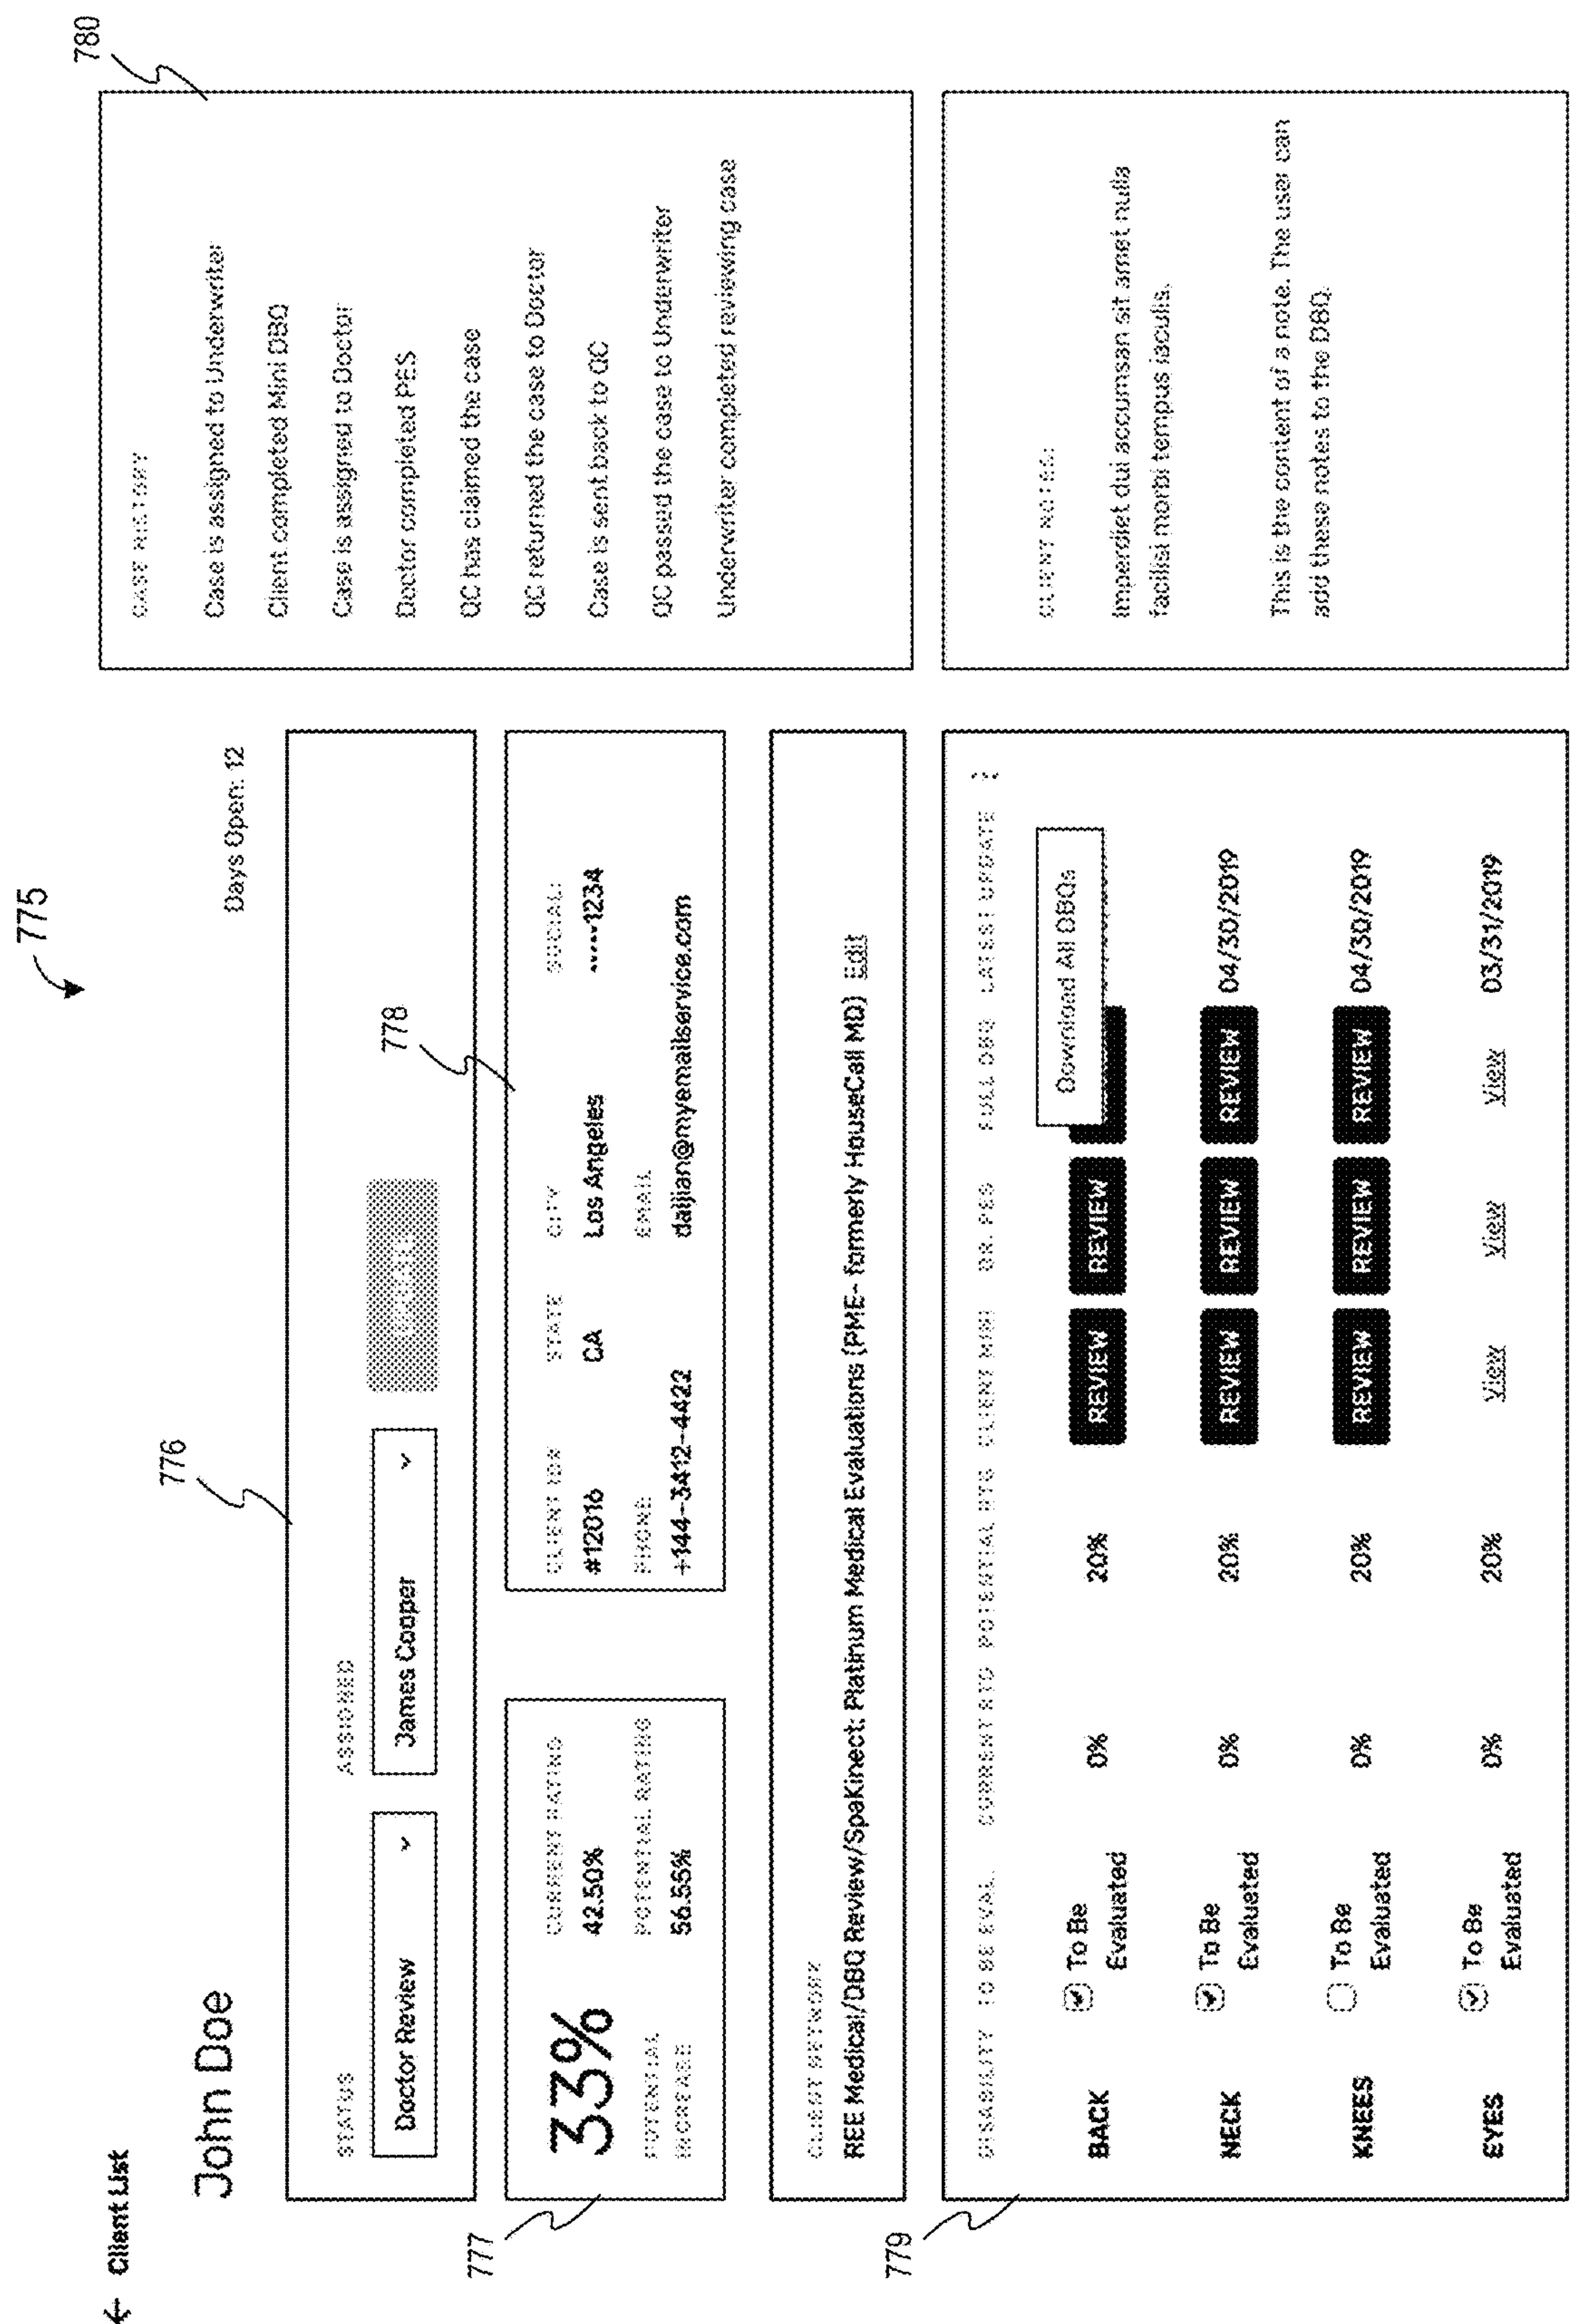 775
← Client List
John Doe
Days Open: 12
776
STATUS
ASSIGNED
Doctor Review
James Cooper
777
33%
POTENTIAL
INCREASE
CURRENT RATING
42.50%
POTENTIAL RATING
56.55%
778
CLIENT ID#
STATE
CITY
SOCIAL:
#12016
CA
Los Angeles
1234
PHONE
EMAIL
+144-3412-4422
daijian@myemailservice.com
CLIENT NETWORK
REE Medical/DBQ Review/SpaKinect: Platinum Medical Evaluations (PME- formerly HouseCall MD) Edit
779
DISABILITY TO BE EVAL. CURRENT RTG POTENTIAL RTG CLIENT MINI DR. PES FULL DBQ LATEST UPDATE
Download All DBQs
BACK To Be Evaluated 0% 20% REVIEW REVIEW
NECK To Be Evalueted 0% 20% REVIEW REVIEW REVIEW 04/30/2019
KNEES To Be Evaluated 0% 20% REVIEW REVIEW REVIEW 04/30/2019
EYES To Be Evaluated 0% 20% View View View 03/31/2019
780
CASE HISTORY
Case is assigned to Underwriter
Client completed Mini DBQ
Case is assigned to Doctor
Doctor completed PES
QC has claimed the case
QC returned the case to Doctor
Case is sent back to QC
QC passed the case to Underwriter
Underwriter completed reviewing case
CLIENT NOTES:
Imperdiet dui accumsan sit amet nulla
facilisi morbi tempus iaculis.
This is the content of a note. The user can
add these notes to the DBQ.